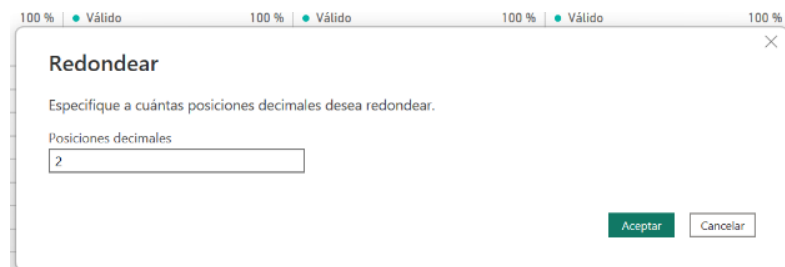 100 % ● Válido 100 % ● Válido 100 % ● Válido 100 %
Redondear
Especifique a cuántas posiciones decimales desea redondear.
Posiciones decimales
2
Aceptar Cancelar